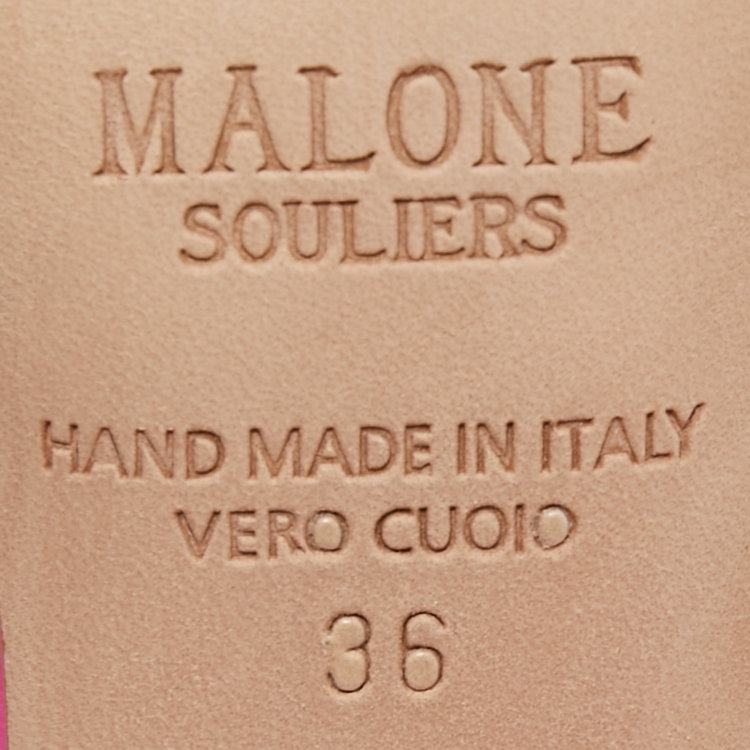 MALONE
SOULIERS
HAND MADE IN ITALY
VERO CUOIO
36